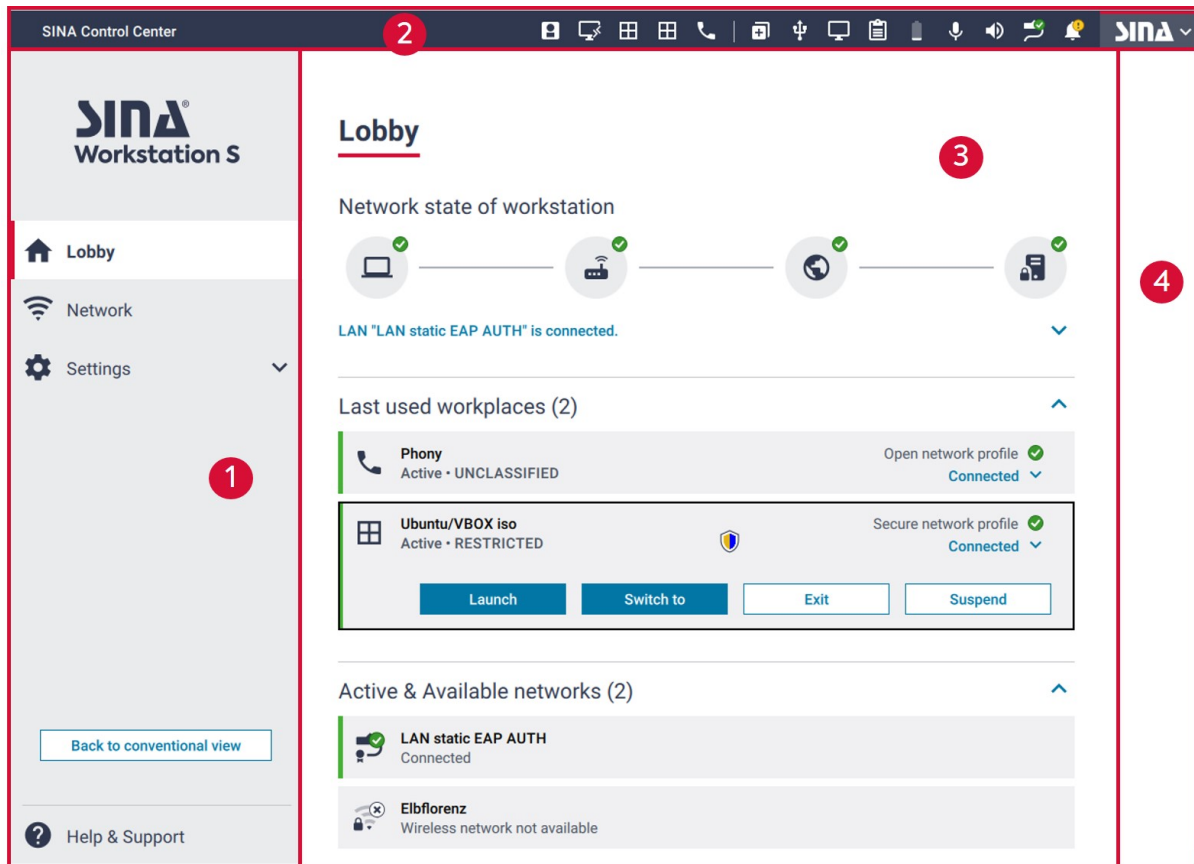 SINA Control Center
2
SINA
SINA®
Workstation S
Lobby
Network
Settings
1
Back to conventional view
Help & Support
Lobby
3
Network state of workstation
LAN "LAN static EAP AUTH" is connected.
Last used workplaces (2)
Phony
Active • UNCLASSIFIED
Open network profile
Connected
Ubuntu/VBOX iso
Active • RESTRICTED
Secure network profile
Connected
Launch Switch to Exit Suspend
Active & Available networks (2)
LAN static EAP AUTH
Connected
Elbflorenz
Wireless network not available
4